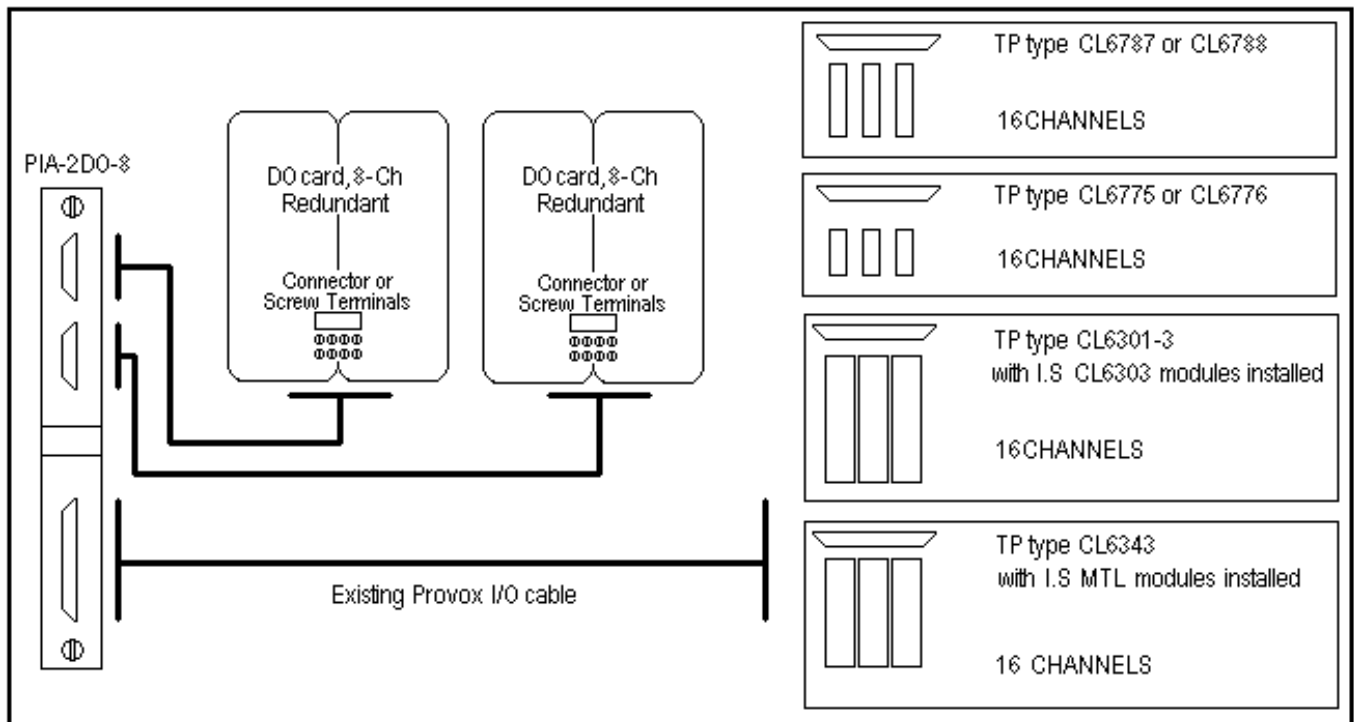 PIA-2DO-8
DO card, 8-Ch
Redundant
Connector or
Screw Terminals
DO card, 8-Ch
Redundant
Connector or
Screw Terminals
Existing Provox I/O cable
TP type CL6787 or CL6788
16CHANNELS
TP type CL6775 or CL6776
16CHANNELS
TP type CL6301-3
with I.S CL6303 modules installed
16CHANNELS
TP type CL6343
with I.S MTL modules installed
16 CHANNELS